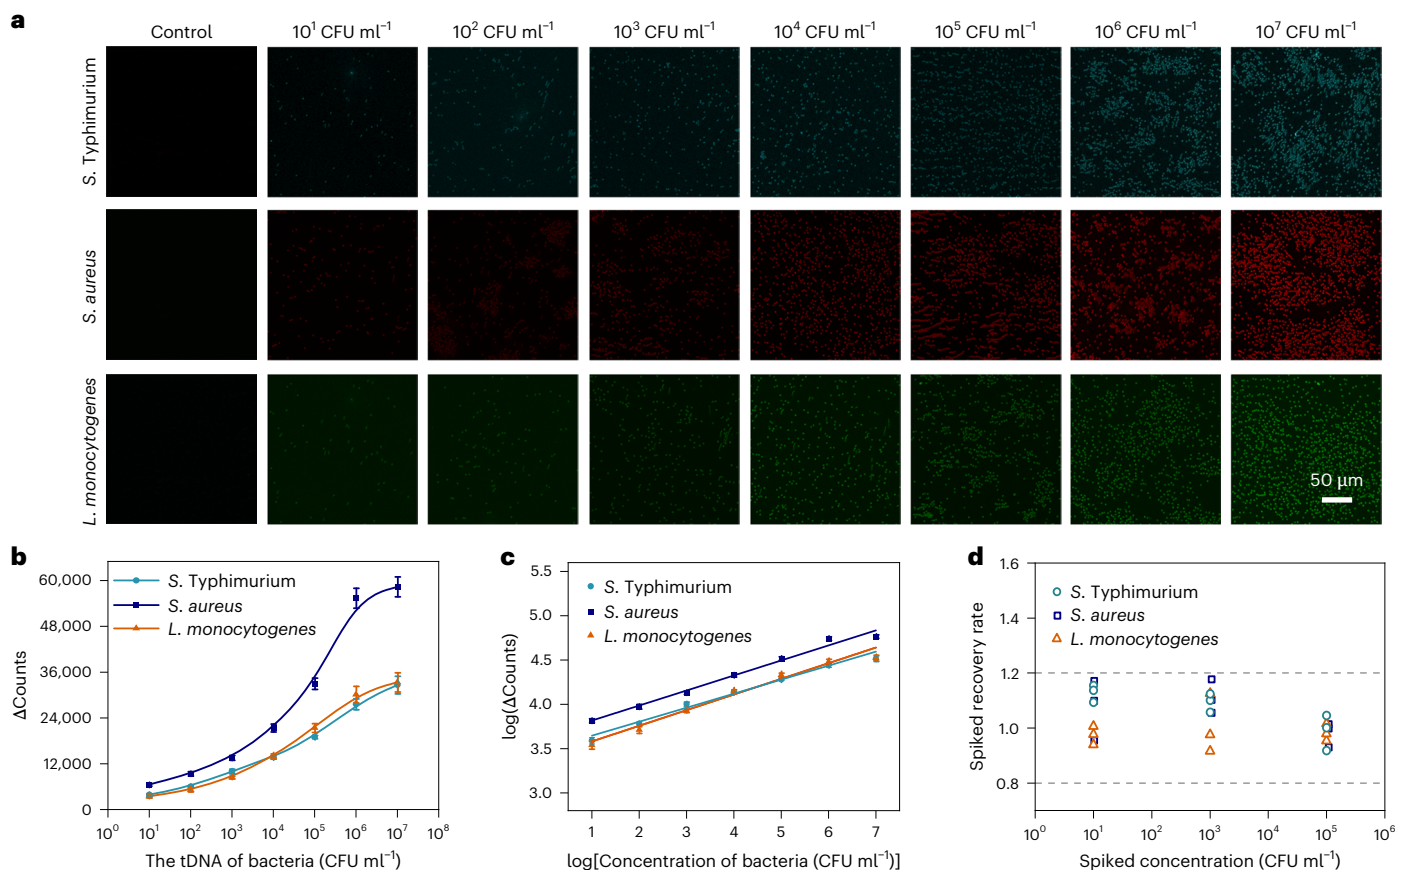 a
Control 10¹ CFU ml⁻¹ 10² CFU ml⁻¹ 10³ CFU ml⁻¹ 10⁴ CFU ml⁻¹ 10⁵ CFU ml⁻¹ 10⁶ CFU ml⁻¹ 10⁷ CFU ml⁻¹
S. Typhimurium
S. aureus
L. monocytogenes
50 µm
b
ΔCounts
60,000
48,000
36,000
24,000
12,000
0
S. Typhimurium
S. aureus
L. monocytogenes
10⁰ 10¹ 10² 10³ 10⁴ 10⁵ 10⁶ 10⁷ 10⁸
The tDNA of bacteria (CFU ml⁻¹)
c
log(ΔCounts)
5.5
5.0
4.5
4.0
3.5
3.0
S. Typhimurium
S. aureus
L. monocytogenes
1 2 3 4 5 6 7
log[Concentration of bacteria (CFU ml⁻¹)]
d
Spiked recovery rate
1.6
1.4
1.2
1.0
0.8
S. Typhimurium
S. aureus
L. monocytogenes
10⁰ 10¹ 10² 10³ 10⁴ 10⁵ 10⁶
Spiked concentration (CFU ml⁻¹)